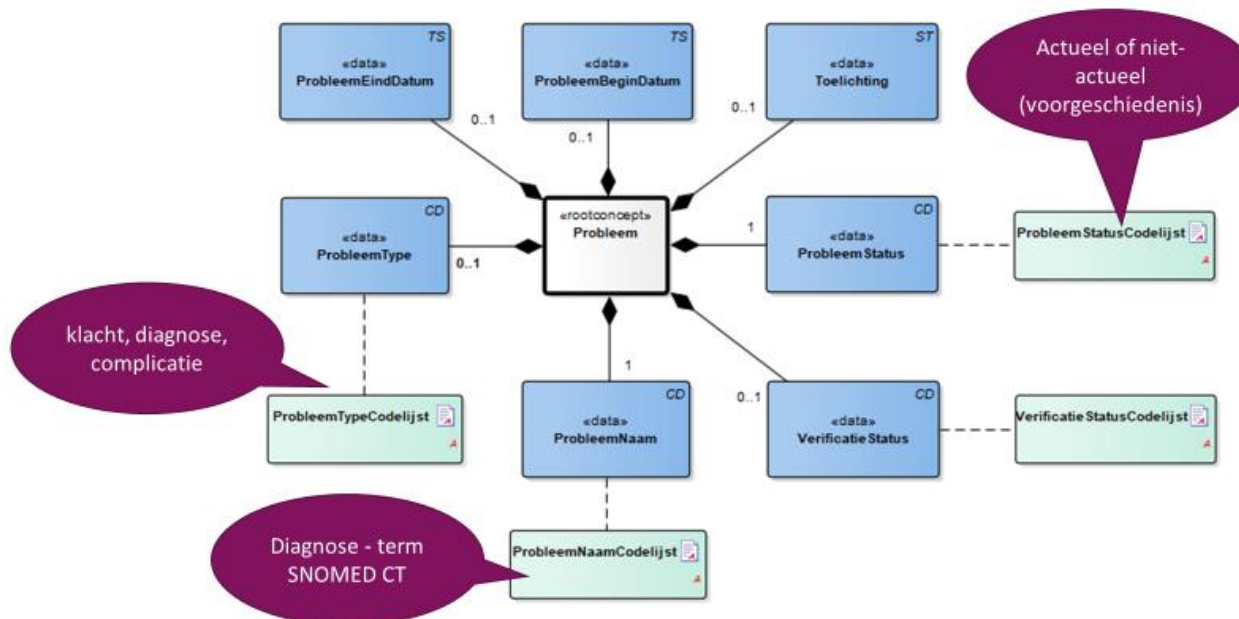 TS
«data»
ProbleemEindDatum
0..1
TS
«data»
ProbleemBeginDatum
0..1
ST
«data»
Toelichting
0..1
Actueel of niet-
actueel
(voorgeschiedenis)
CD
«data»
ProbleemType
0..1
«rootconcept»
Probleem
1
CD
«data»
ProbleemStatus
ProbleemStatusCodelijst
A
klacht, diagnose,
complicatie
ProbleemTypeCodelijst
A
1
CD
«data»
ProbleemNaam
0..1
CD
«data»
VerificatieStatus
VerificatieStatusCodelijst
A
Diagnose - term
SNOMED CT
ProbleemNaamCodelijst
A